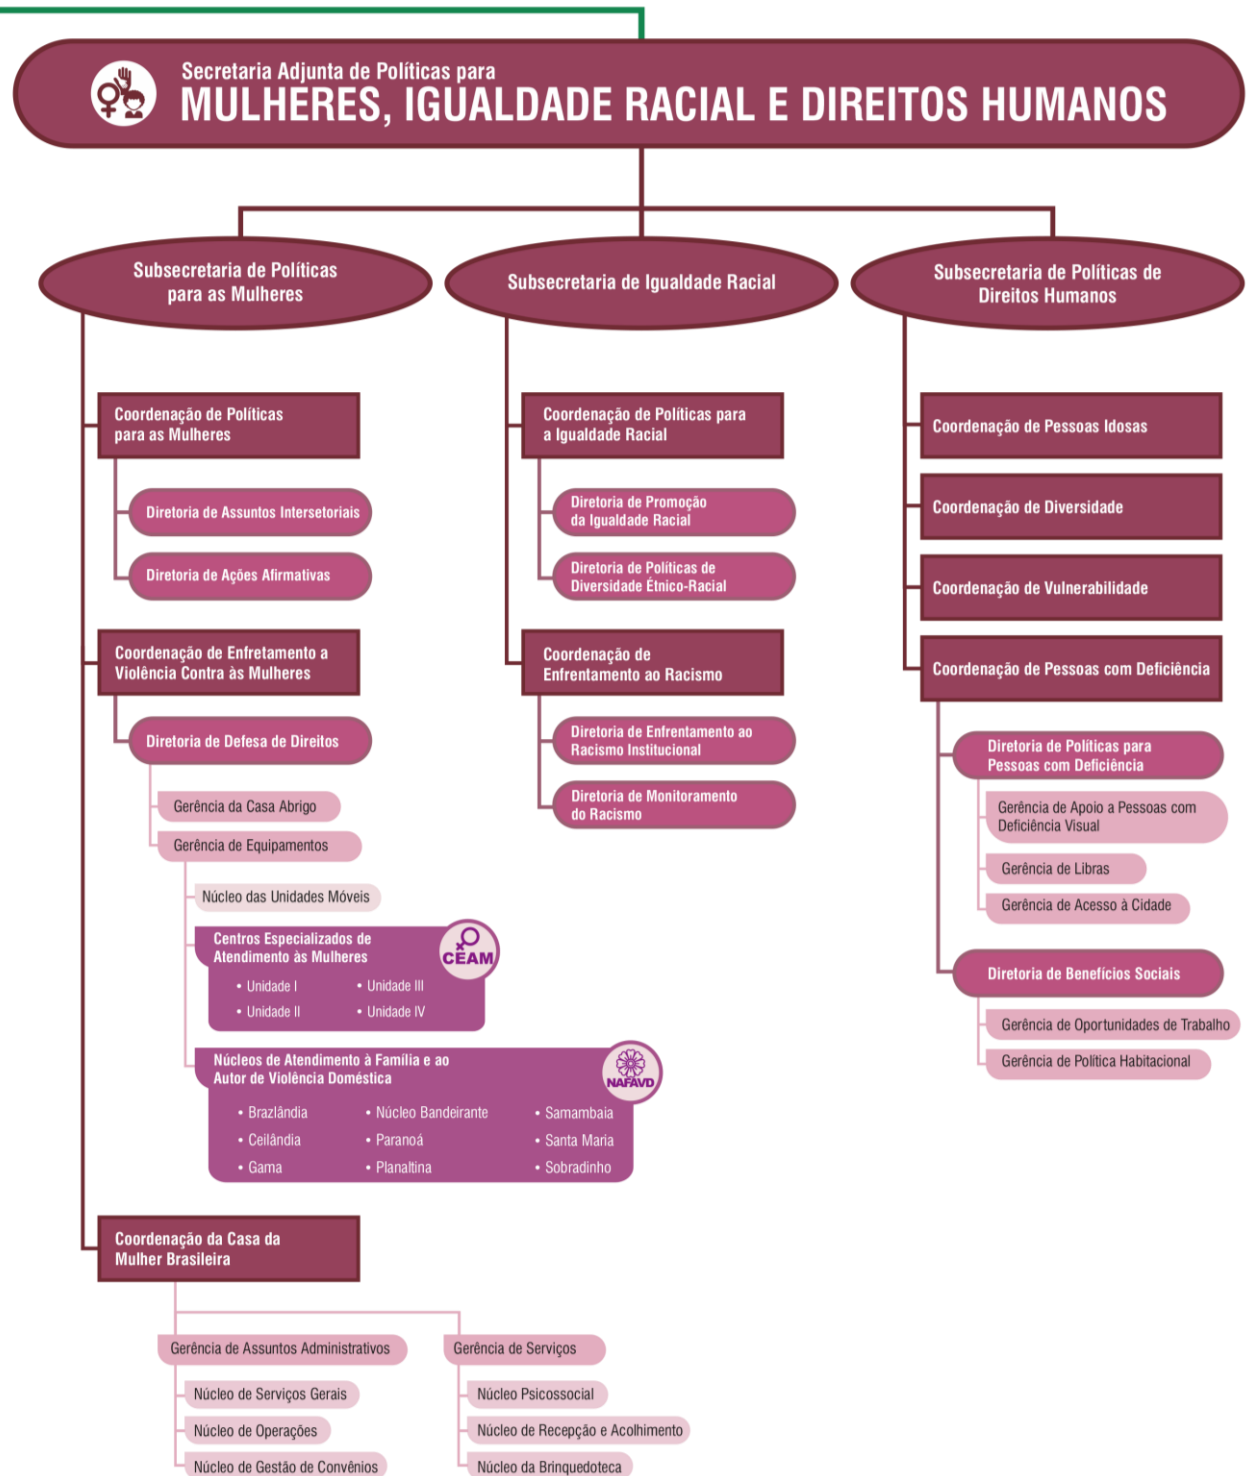 Secretaria Adjunta de Políticas para
MULHERES, IGUALDADE RACIAL E DIREITOS HUMANOS
Subsecretaria de Políticas
para as Mulheres
Coordenação de Políticas
para as Mulheres
Diretoria de Assuntos Intersetoriais
Diretoria de Ações Afirmativas
Coordenação de Enfretamento a
Violência Contra às Mulheres
Diretoria de Defesa de Direitos
Gerência da Casa Abrigo
Gerência de Equipamentos
Núcleo das Unidades Móveis
Centros Especializados de
Atendimento às Mulheres
CEAM
• Unidade I
• Unidade II
• Unidade III
• Unidade IV
Núcleos de Atendimento à Família e ao
Autor de Violência Doméstica
NAFAVD
• Brazlândia
• Ceilândia
• Gama
• Núcleo Bandeirante
• Paranoá
• Planaltina
• Samambaia
• Santa Maria
• Sobradinho
Coordenação da Casa da
Mulher Brasileira
Gerência de Assuntos Administrativos
Núcleo de Serviços Gerais
Núcleo de Operações
Núcleo de Gestão de Convênios
Gerência de Serviços
Núcleo Psicossocial
Núcleo de Recepção e Acolhimento
Núcleo da Brinquedoteca
Subsecretaria de Igualdade Racial
Coordenação de Políticas para
a Igualdade Racial
Diretoria de Promoção
da Igualdade Racial
Diretoria de Políticas de
Diversidade Étnico-Racial
Coordenação de
Enfrentamento ao Racismo
Diretoria de Enfrentamento ao
Racismo Institucional
Diretoria de Monitoramento
do Racismo
Subsecretaria de Políticas de
Direitos Humanos
Coordenação de Pessoas Idosas
Coordenação de Diversidade
Coordenação de Vulnerabilidade
Coordenação de Pessoas com Deficiência
Diretoria de Políticas para
Pessoas com Deficiência
Gerência de Apoio a Pessoas com
Deficiência Visual
Gerência de Libras
Gerência de Acesso à Cidade
Diretoria de Benefícios Sociais
Gerência de Oportunidades de Trabalho
Gerência de Política Habitacional